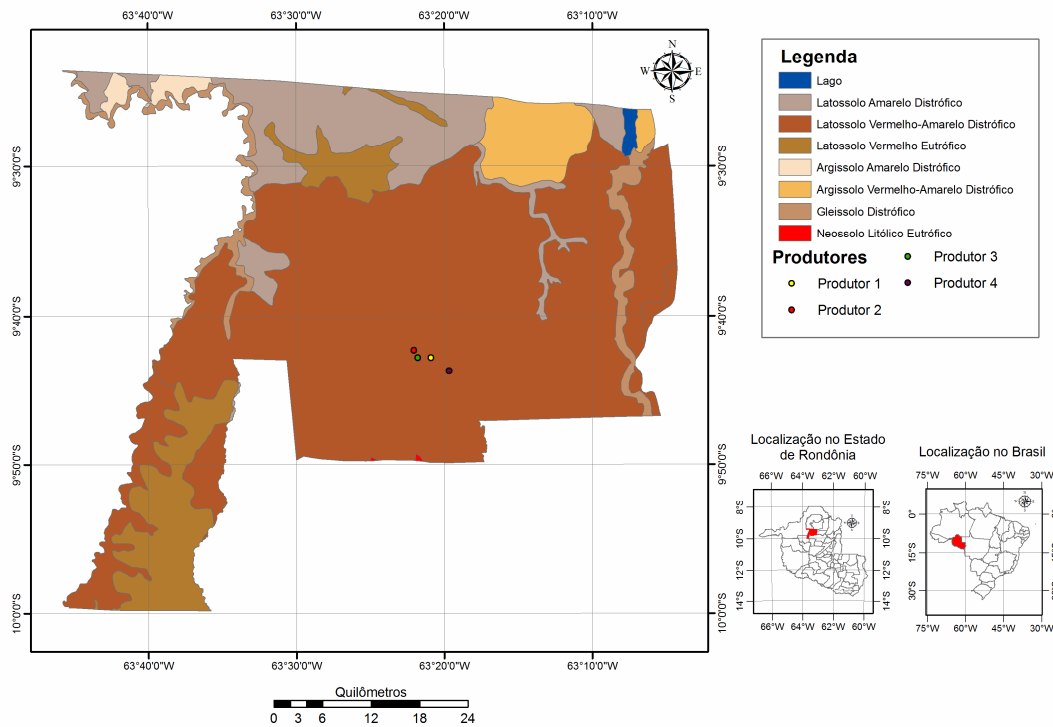 63°40'0"W 63°30'0"W 63°20'0"W 63°10'0"W
N
W E
S
9°30'0"S 9°30'0"S
9°40'0"S 9°40'0"S
9°50'0"S 9°50'0"S
10°0'0"S 10°0'0"S
63°40'0"W 63°30'0"W 63°20'0"W 63°10'0"W
Quilômetros
0 3 6 12 18 24
Legenda
Lago
Latossolo Amarelo Distrófico
Latossolo Vermelho-Amarelo Distrófico
Latossolo Vermelho Eutrófico
Argissolo Amarelo Distrófico
Argissolo Vermelho-Amarelo Distrófico
Gleissolo Distrófico
Neossolo Litólico Eutrófico
Produtores
Produtor 1
Produtor 2
Produtor 3
Produtor 4
Localização no Estado
de Rondônia
66°W 64°W 62°W 60°W
8°S 8°S
10°S 10°S
12°S 12°S
14°S 14°S
66°W 64°W 62°W 60°W
Localização no Brasil
75°W 60°W 45°W 30°W
0°
15°S
30°S
75°W 60°W 45°W 30°W